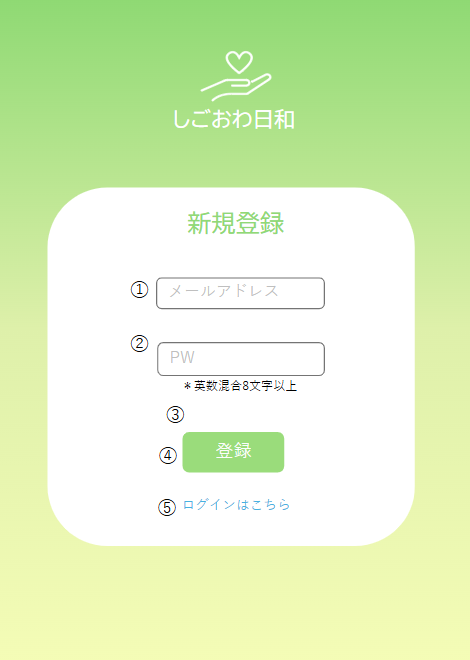 しごおわ日和
新規登録
① メールアドレス
② PW
＊英数混合8文字以上
③
④ 登録
⑤ ログインはこちら